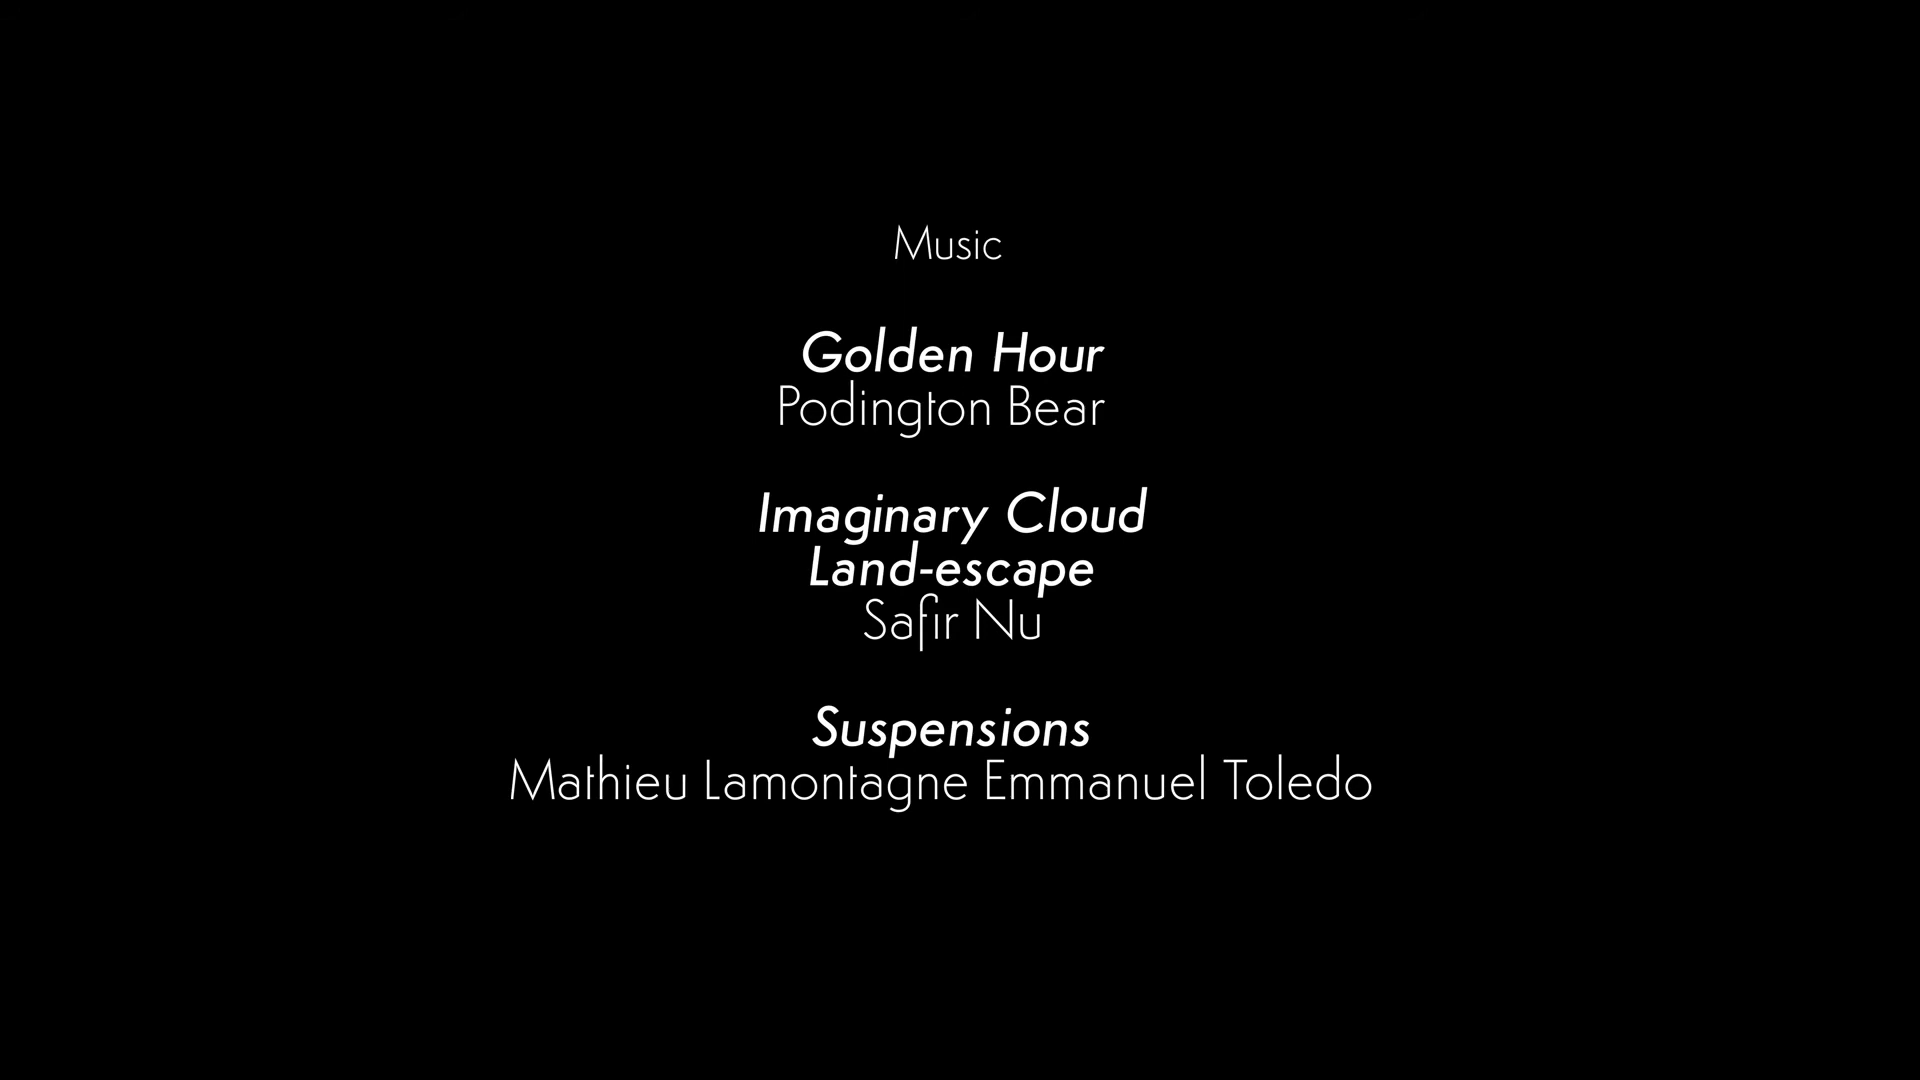 Music
Golden Hour
Podington Bear
Imaginary Cloud
Land-escape
Safir Nu
Suspensions
Mathieu Lamontagne Emmanuel Toledo